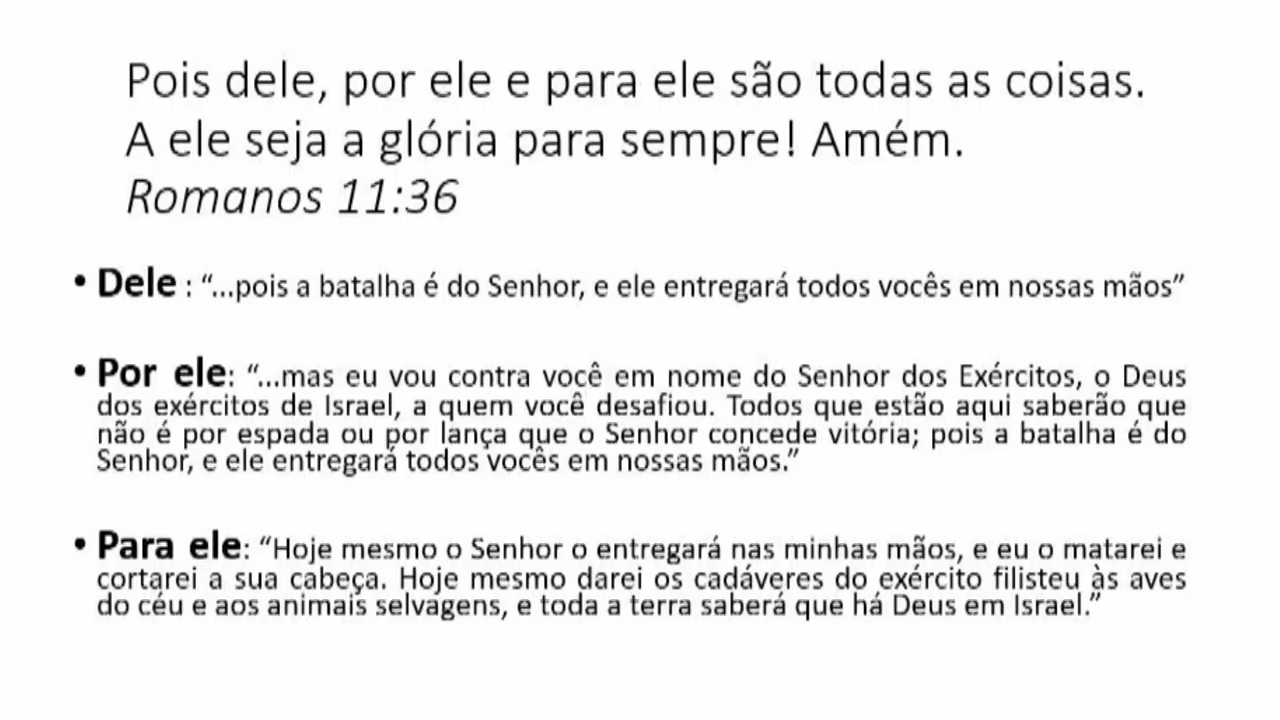 Pois dele, por ele e para ele são todas as coisas.
A ele seja a glória para sempre! Amém.
Romanos 11:36
• Dele : “...pois a batalha é do Senhor, e ele entregará todos vocês em nossas mãos”
• Por ele: “...mas eu vou contra você em nome do Senhor dos Exércitos, o Deus
dos exércitos de Israel, a quem você desafiou. Todos que estão aqui saberão que
não é por espada ou por lança que o Senhor concede vitória; pois a batalha é do
Senhor, e ele entregará todos vocês em nossas mãos.”
• Para ele: “Hoje mesmo o Senhor o entregará nas minhas mãos, e eu o matarei e
cortarei a sua cabeça. Hoje mesmo darei os cadáveres do exército filisteu às aves
do céu e aos animais selvagens, e toda a terra saberá que há Deus em Israel.”